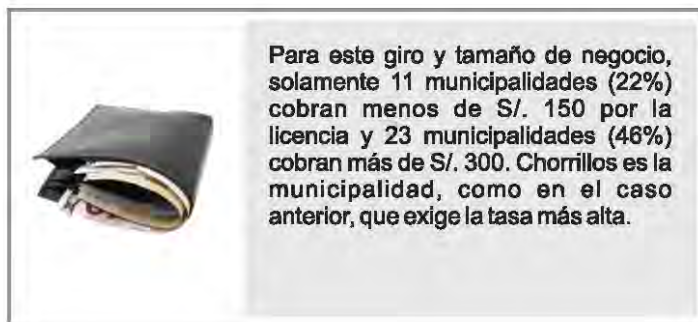 Para este giro y tamaño de negocio,
solamente 11 municipalidades (22%)
cobran menos de S/. 150 por la
licencia y 23 municipalidades (46%)
cobran más de S/. 300. Chorrillos es la
municipalidad, como en el caso
anterior, que exige la tasa más alta.